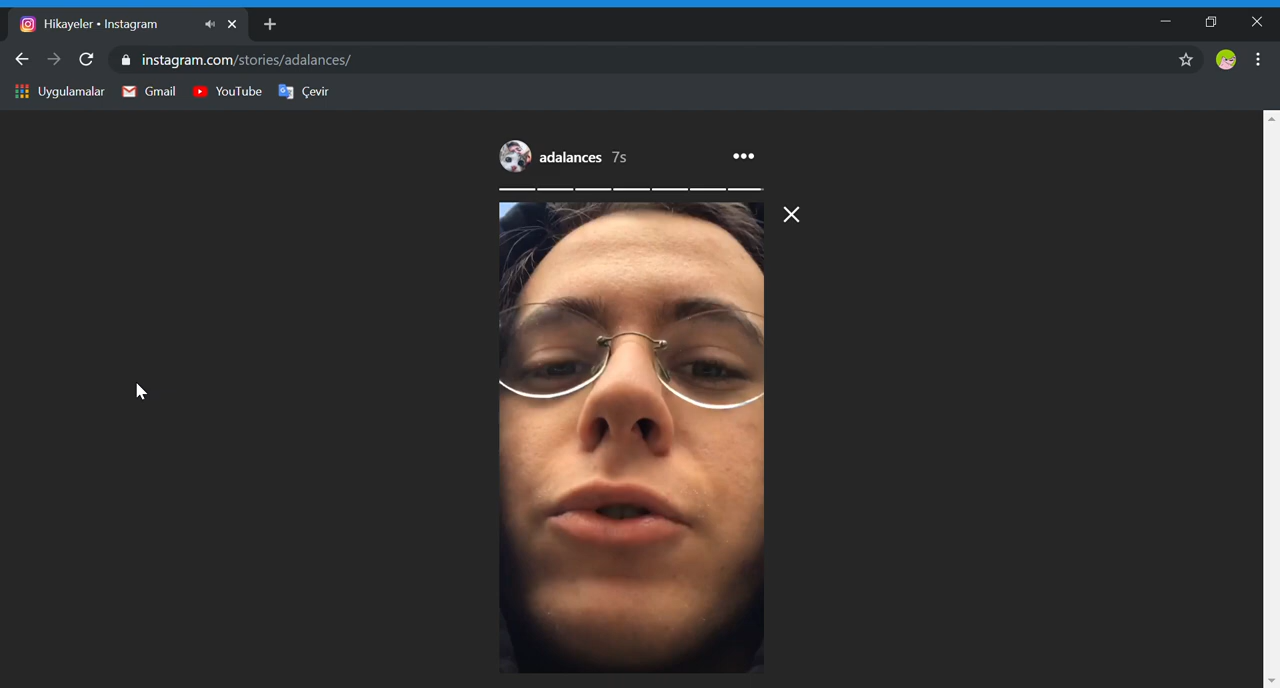 Hikayeler • Instagram
instagram.com/stories/adalances/
Uygulamalar Gmail YouTube Çevir
adalances 7s